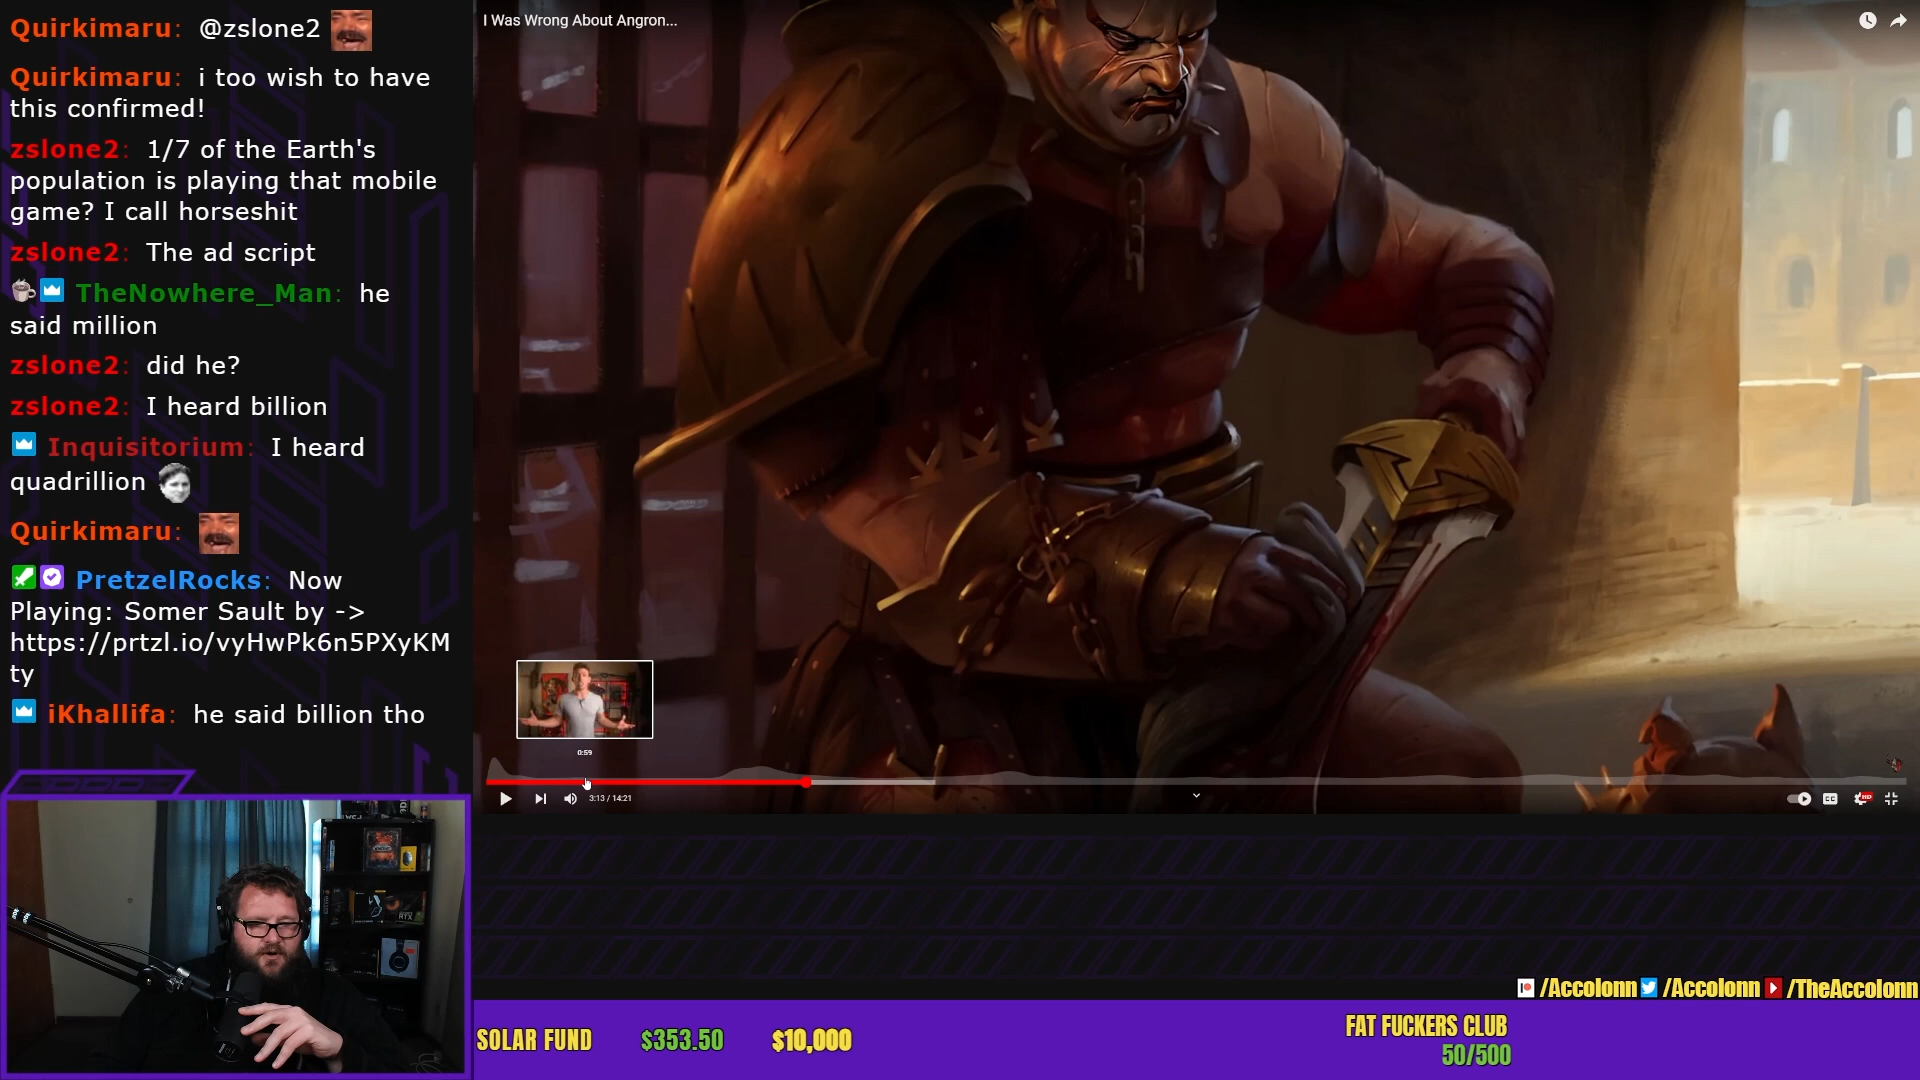 Quirkimaru: @zslone2
Quirkimaru: i too wish to have
this confirmed!
zslone2: 1/7 of the Earth's
population is playing that mobile
game? I call horseshit
zslone2: The ad script
TheNowhere_Man: he
said million
zslone2: did he?
zslone2: I heard billion
Inquisitorium: I heard
quadrillion
Quirkimaru:
PretzelRocks: Now
Playing: Somer Sault by ->
https://prtzl.io/vyHwPk6n5PXyKM
ty
iKhallifa: he said billion tho
I Was Wrong About Angron...
0:59
3:13 / 14:21
CC
HD
/Accolonn /Accolonn /TheAccolonn
SOLAR FUND $353.50 $10,000
FAT FUCKERS CLUB
50/500